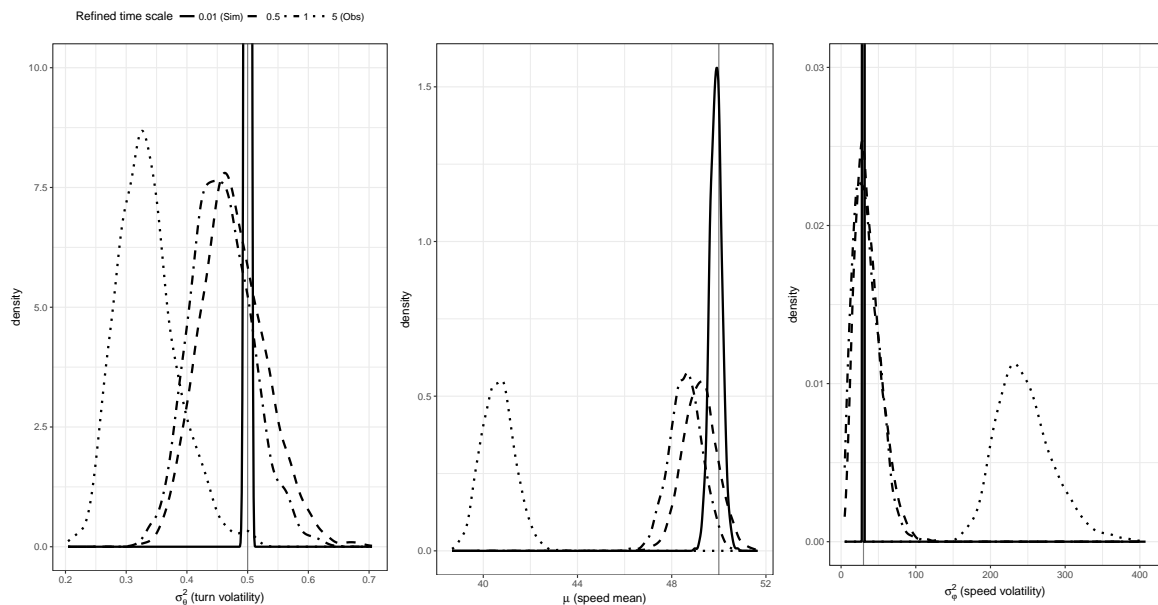 Refined time scale 0.01 (Sim) 0.5 1 5 (Obs)
10.0
7.5
5.0
2.5
0.0
density
0.2 0.3 0.4 0.5 0.6 0.7
σ²θ (turn volatility)
1.5
1.0
0.5
0.0
density
40 44 48 52
μ (speed mean)
0.03
0.02
0.01
0.00
density
0 100 200 300 400
σ²φ (speed volatility)